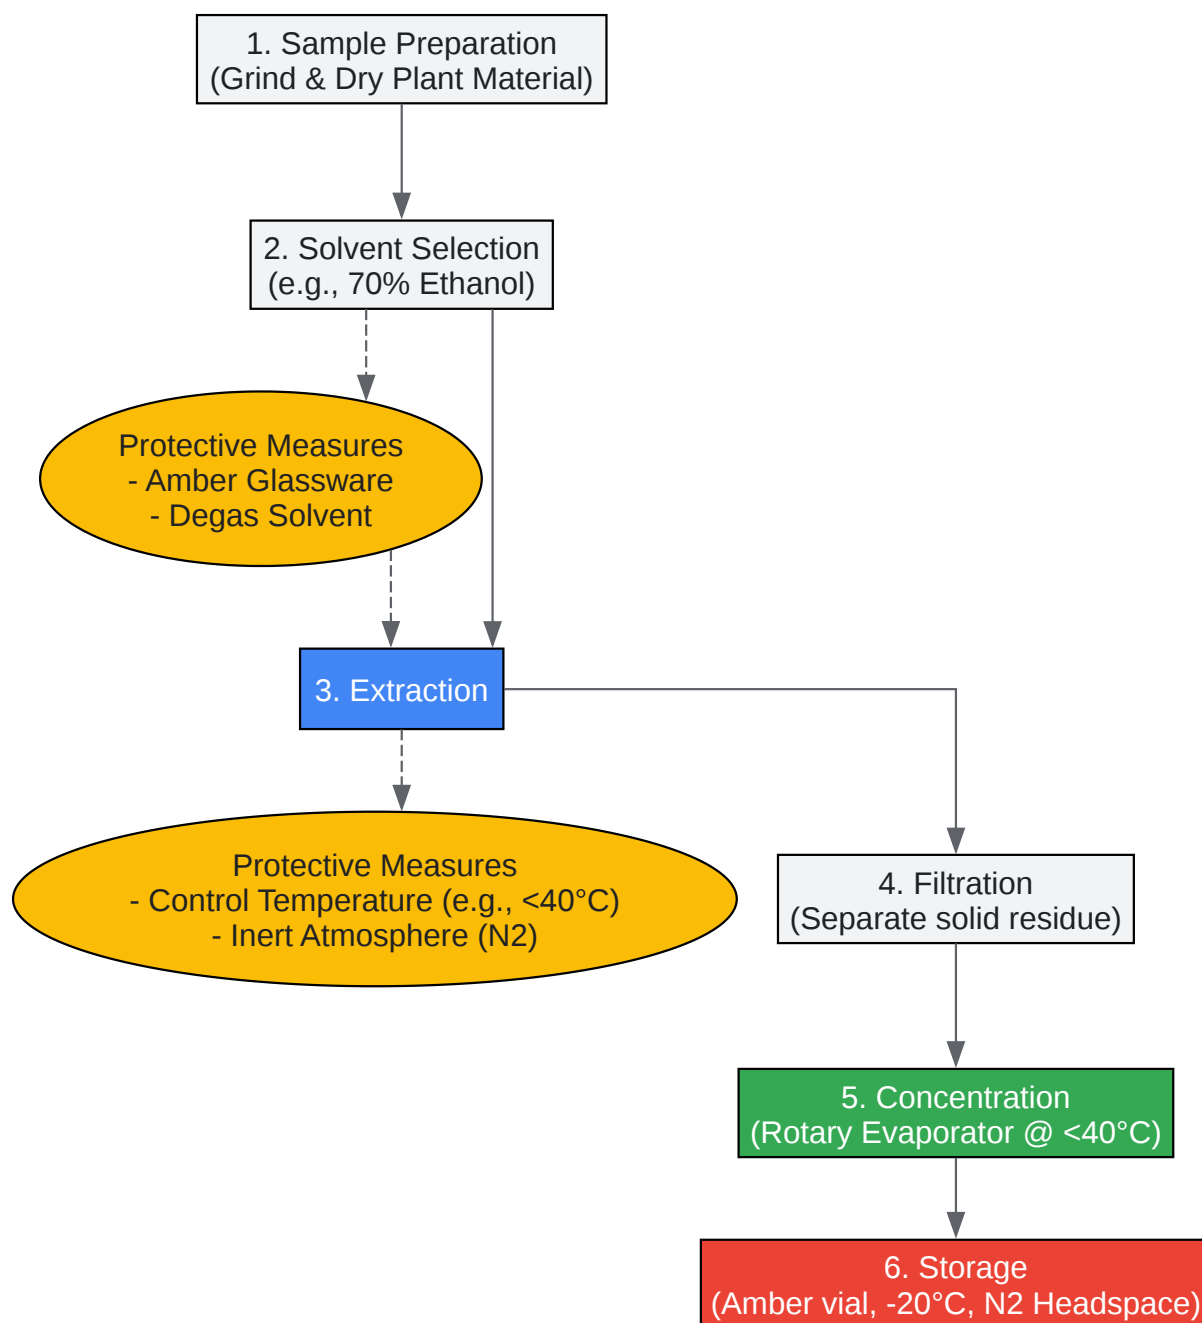 1. Sample Preparation
(Grind & Dry Plant Material)
2. Solvent Selection
(e.g., 70% Ethanol)
Protective Measures
- Amber Glassware
- Degas Solvent
3. Extraction
Protective Measures
- Control Temperature (e.g., <40°C)
- Inert Atmosphere (N2)
4. Filtration
(Separate solid residue)
5. Concentration
(Rotary Evaporator @ <40°C)
6. Storage
(Amber vial, -20°C, N2 Headspace)